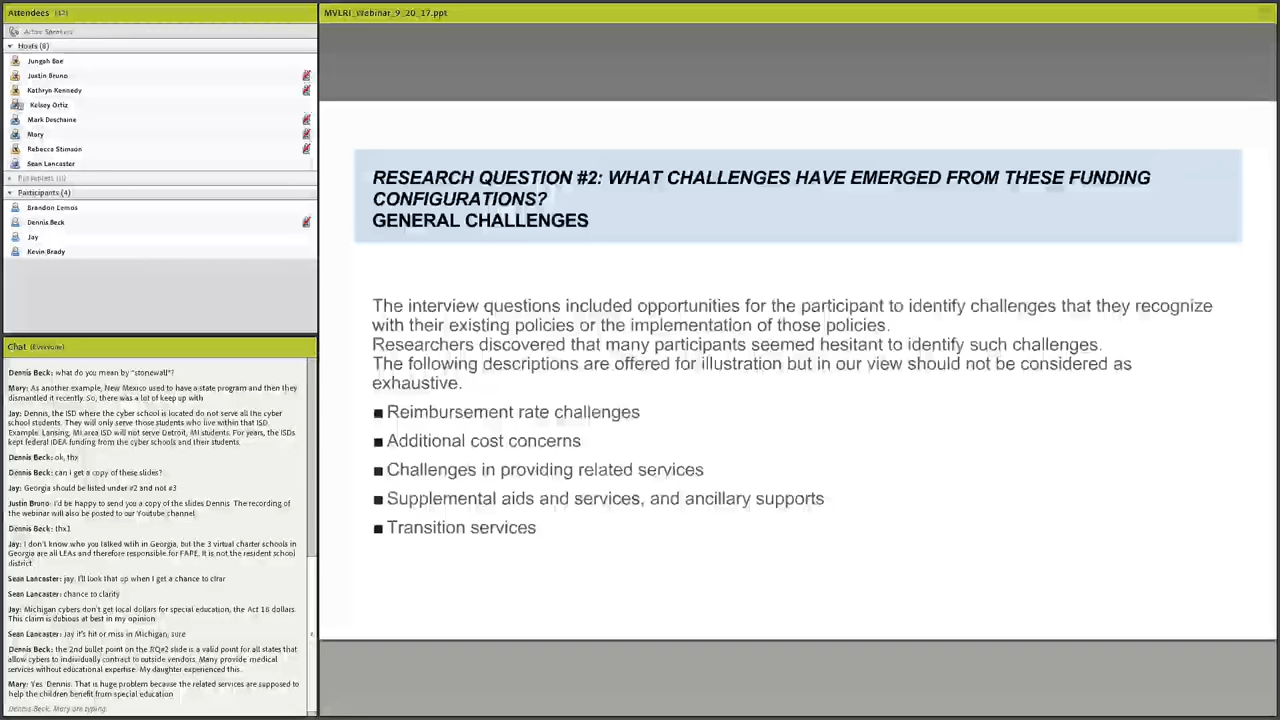 Attendees (12)
Active Speakers
Hosts (8)
Jungah Bae
Justin Bruno
Kathryn Kennedy
Kelsey Ortiz
Mark Deschaine
Mary
Rebecca Stimson
Sean Lancaster
Participants (4)
Brandon Lemos
Dennis Beck
Jay
Kevin Brady
Chat (Everyone)
Dennis Beck: what do you mean by "stonewall"?
Mary: As another example, New Mexico used to have a state program and then they
dismantled it recently. So, there was a lot of keep up with
Jay: Dennis, the ISD where the cyber school is located do not serve all the cyber
school students. They will only serve those students who live within that ISD.
Example. Lansing, MI area ISD will not serve Detroit, MI students. For years, the ISDs
kept federal IDEA funding from the cyber schools and their students.
Dennis Beck: ok, thx
Dennis Beck: can i get a copy of these slides?
Jay: Georgia should be listed under #2 and not #3
Justin Bruno: I'd be Happy to send you a copy of the slides Dennis. The recording of
the webinar will also be posted to our Youtube channel
Dennis Beck: thx1
Jay: I don't know who you talked with in Georgia, but the 3 virtual charter schools in
Georgia are all LEAs and therefore responsible for FAPE. It is not the resident school
district.
Sean Lancaster: jay. I'll look that up when I get a chance to clrar
Sean Lancaster: chance to clarity
Jay: Michigan cybers don't get local dollars for special education, the Act 18 dollars.
This claim is dubious at best in my opinion
Sean Lancaster: Jay it's hit or miss in Michigan, sure
Dennis Beck: the 2nd bullet point on the RQ#2 slide is a valid point for all states that
allow cybers to individually contract to outside vendors. Many provide medical
services without educational expertise. My daughter experienced this.
Mary: Yes Dennis. That is huge problem because the related services are supposed to
help the children benefit from special education
Dennis Beck, Mary are typing.
MVLRI_Webinar_9_20_17.ppt
RESEARCH QUESTION #2: WHAT CHALLENGES HAVE EMERGED FROM THESE FUNDING
CONFIGURATIONS?
GENERAL CHALLENGES
The interview questions included opportunities for the participant to identify challenges that they recognize
with their existing policies or the implementation of those policies.
Researchers discovered that many participants seemed hesitant to identify such challenges.
The following descriptions are offered for illustration but in our view should not be considered as
exhaustive.
■ Reimbursement rate challenges
■ Additional cost concerns
■ Challenges in providing related services
■ Supplemental aids and services, and ancillary supports
■ Transition services